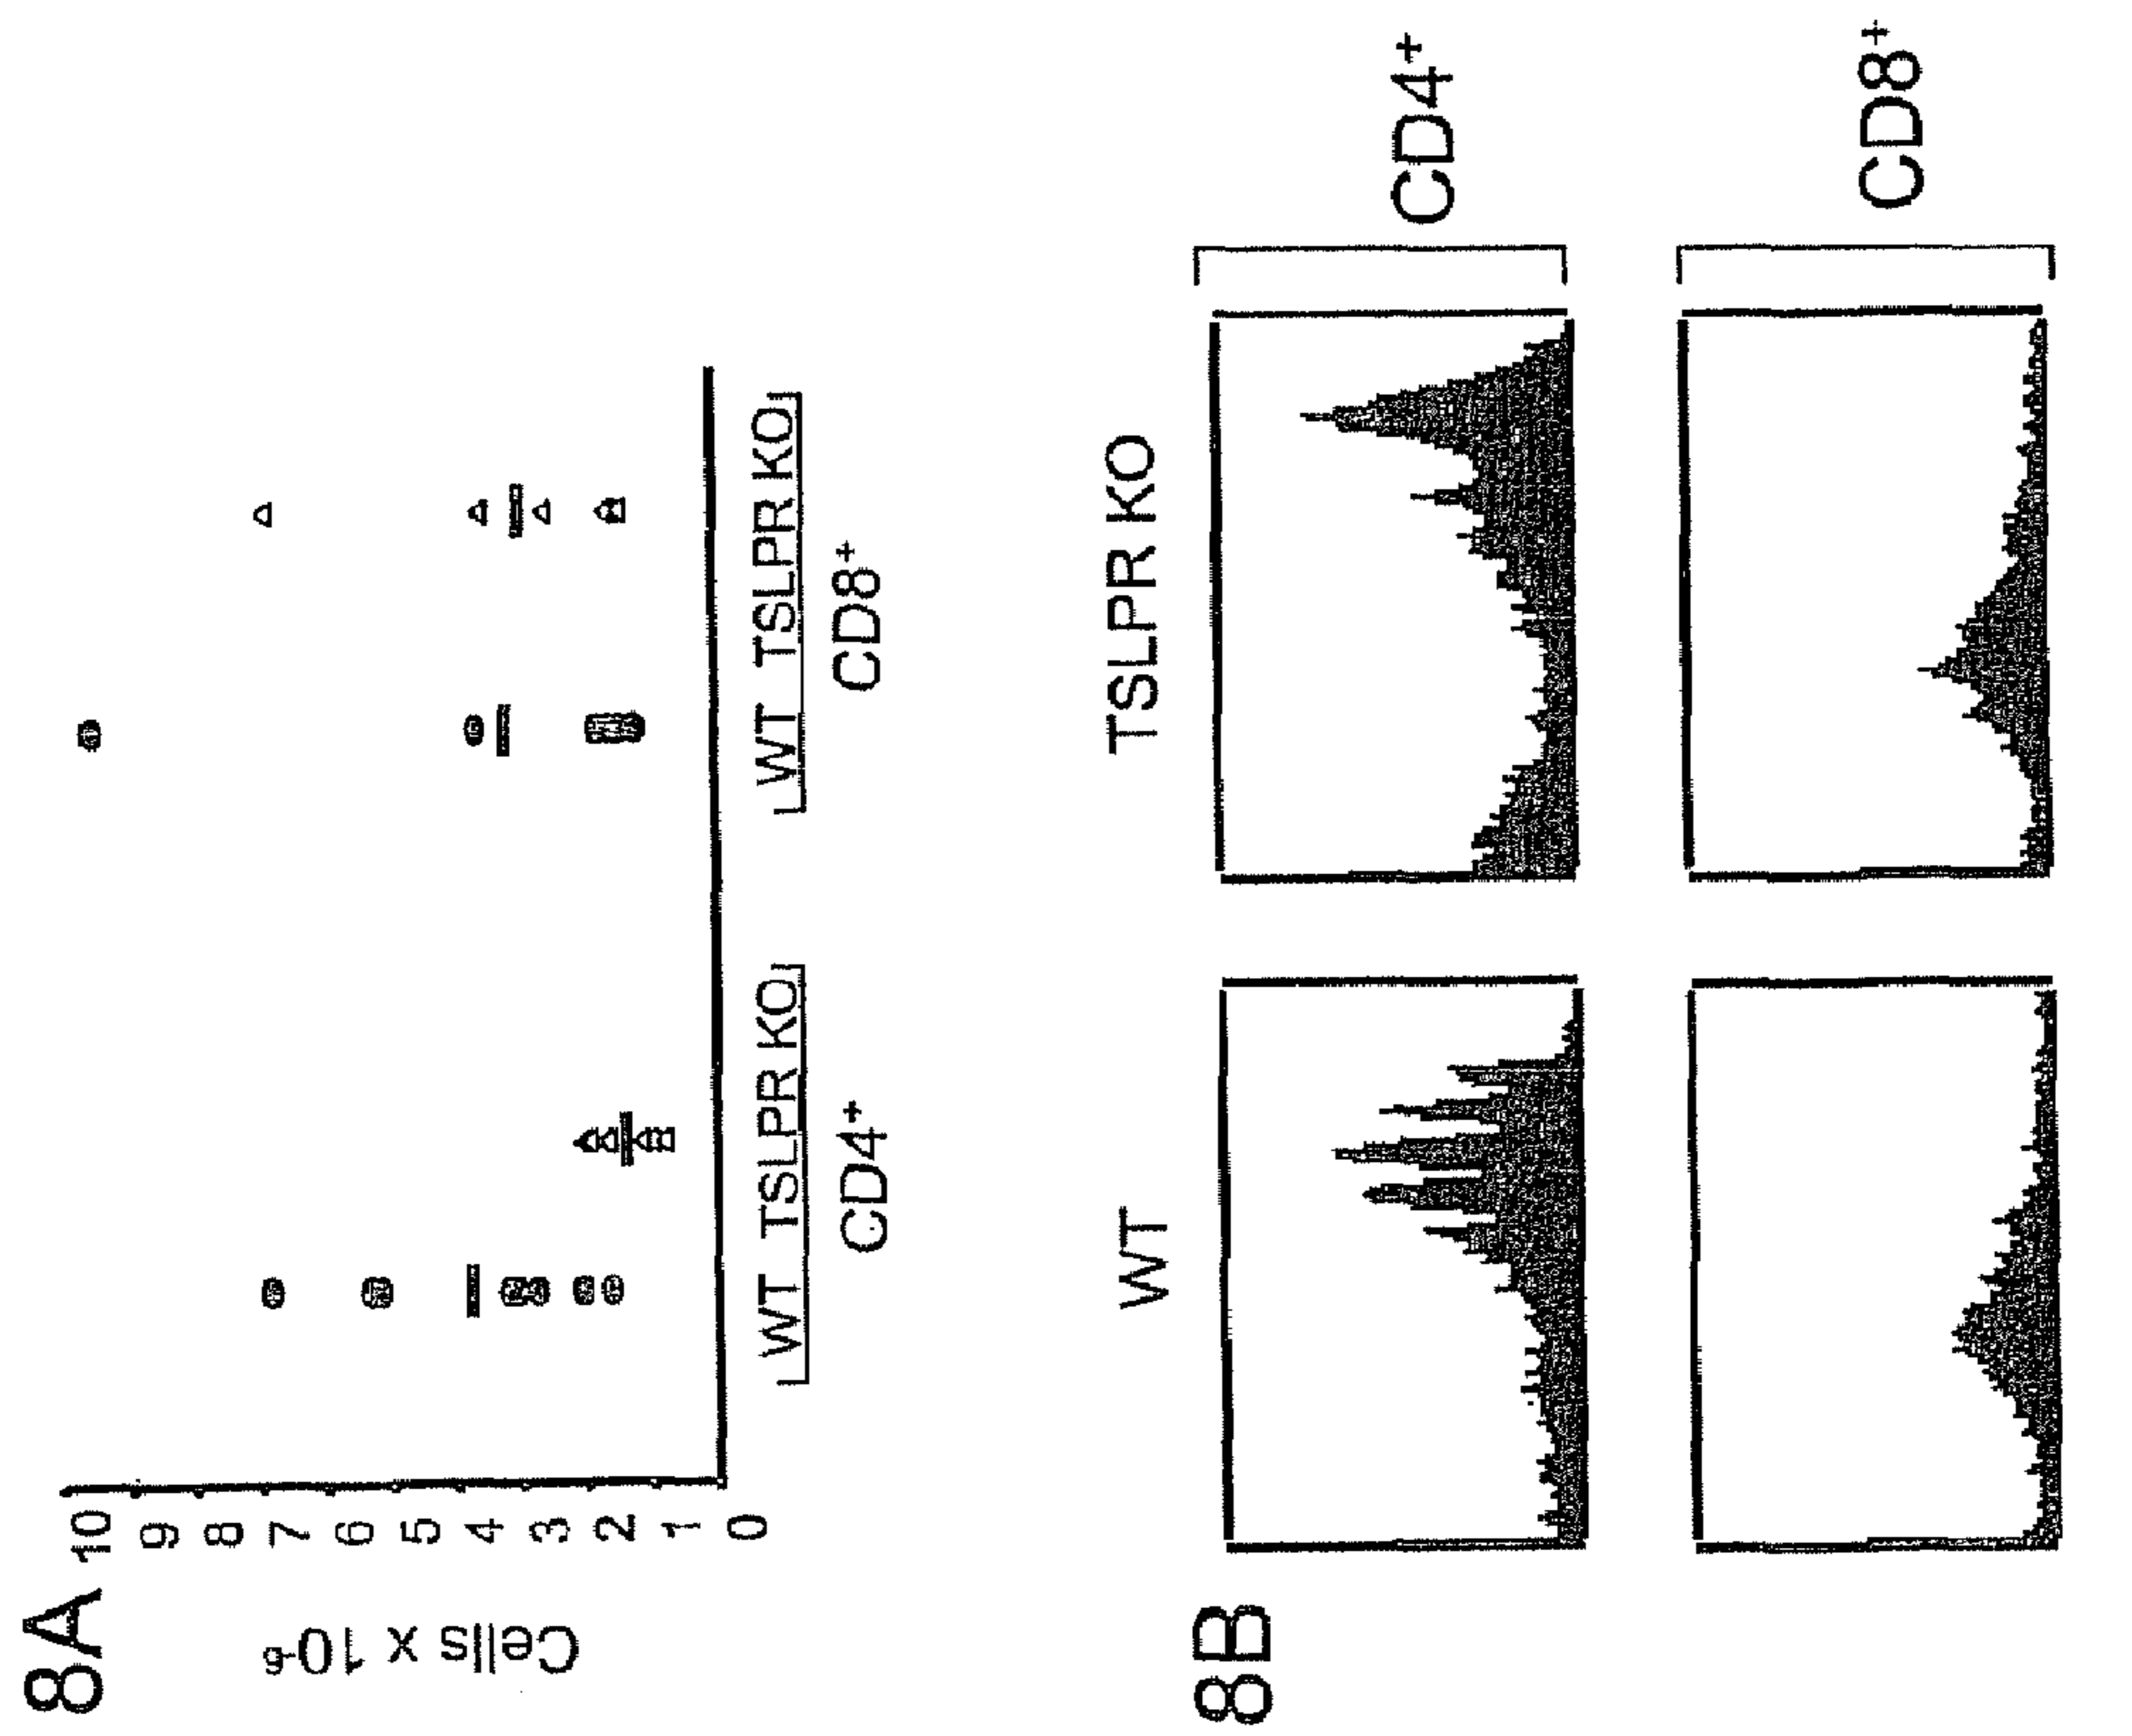 8A
Cells x 10-6
10
9
8
7
6
5
4
3
2
1
0
WT TSLPR KO
WT TSLPR KO
CD4+
CD8+
8B
WT
TSLPR KO
CD4+
CD8+